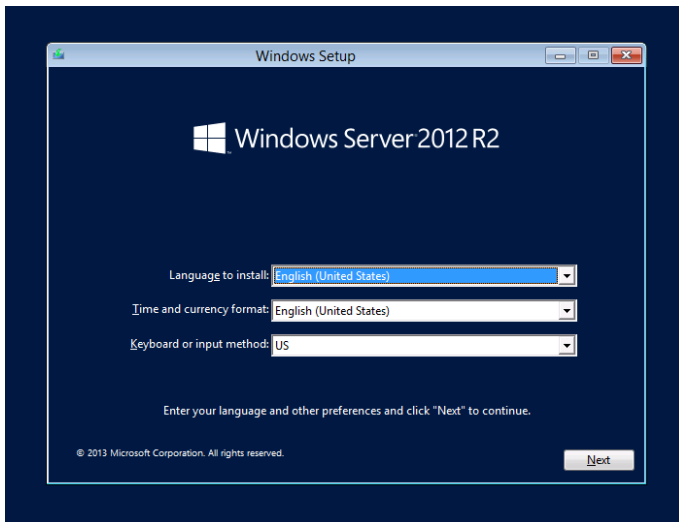 Windows Setup
Windows Server 2012 R2
Language to install: English (United States)
Time and currency format: English (United States)
Keyboard or input method: US
Enter your language and other preferences and click "Next" to continue.
© 2013 Microsoft Corporation. All rights reserved.
Next